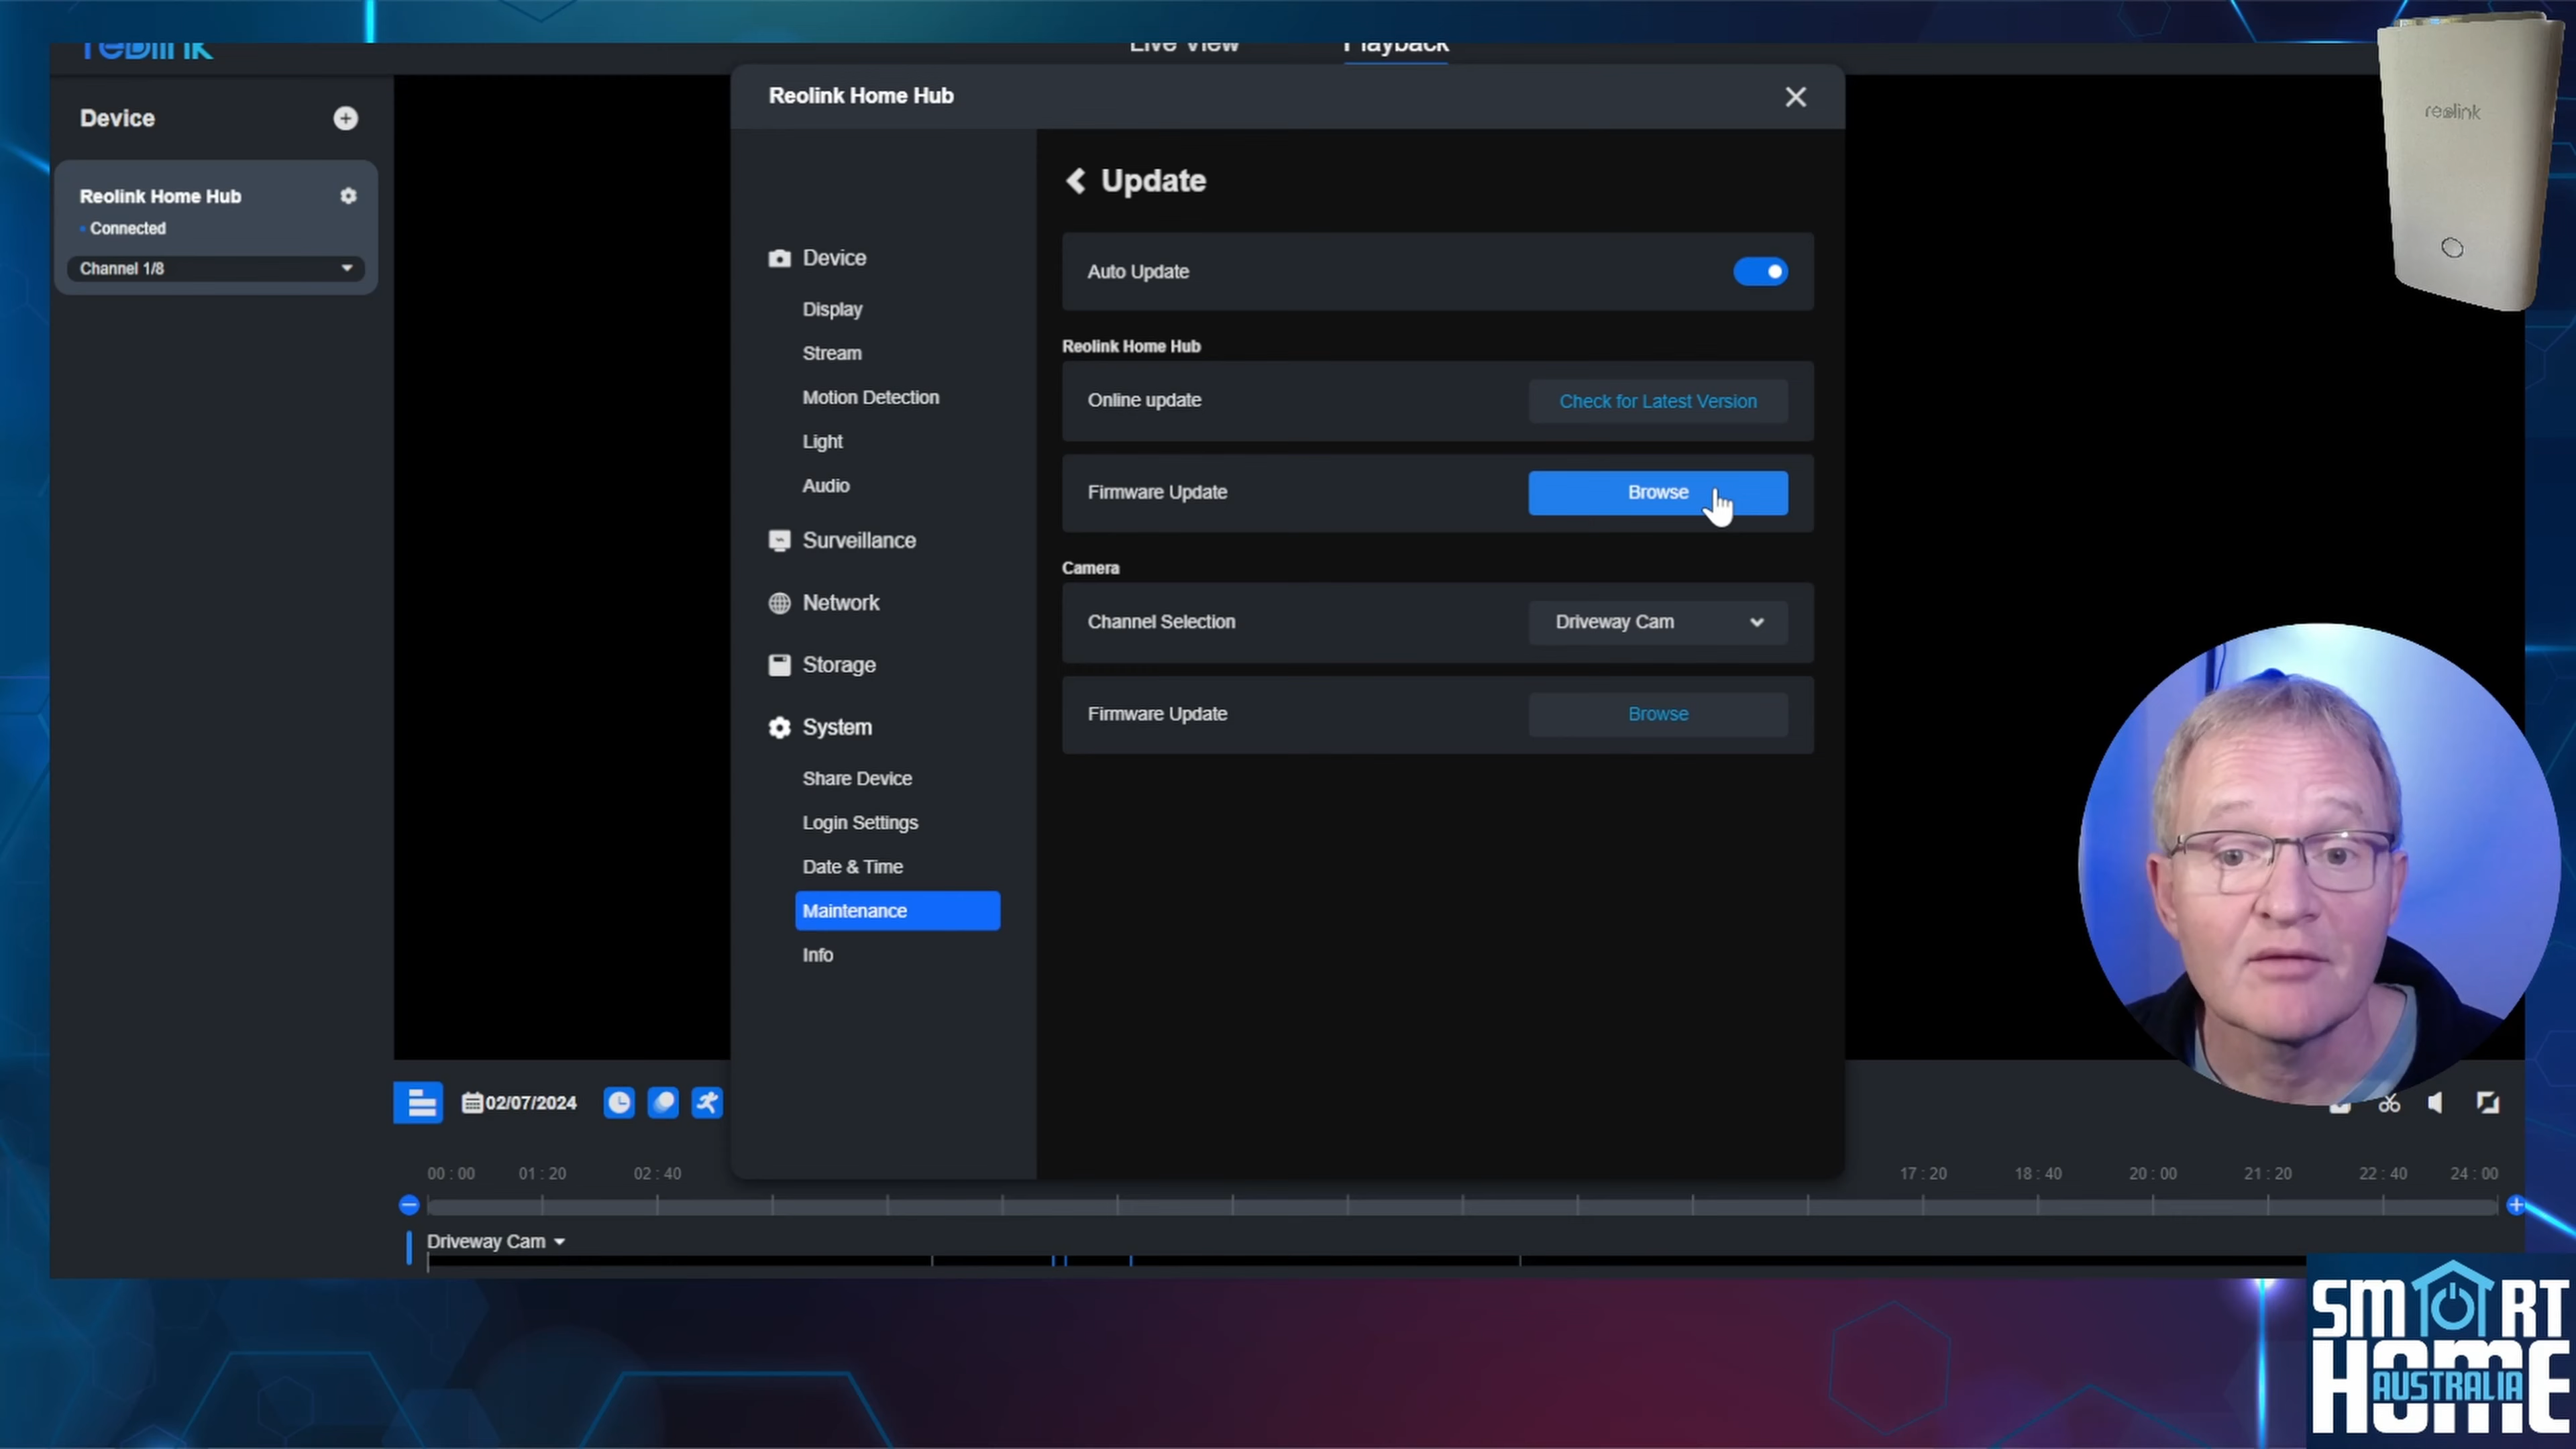 reolink
Live View
Playback
Device
Reolink Home Hub
Connected
Channel 1/8
Reolink Home Hub
Device
Display
Stream
Motion Detection
Light
Audio
Surveillance
Network
Storage
System
Share Device
Login Settings
Date & Time
Maintenance
Info
Update
Auto Update
Reolink Home Hub
Online update
Check for Latest Version
Firmware Update
Browse
Camera
Channel Selection
Driveway Cam
Firmware Update
Browse
reolink
02/07/2024
00 : 00
01 : 20
02 : 40
17 : 20
18 : 40
20 : 00
21 : 20
22 : 40
24 : 00
Driveway Cam
SMART
HOME
AUSTRALIA